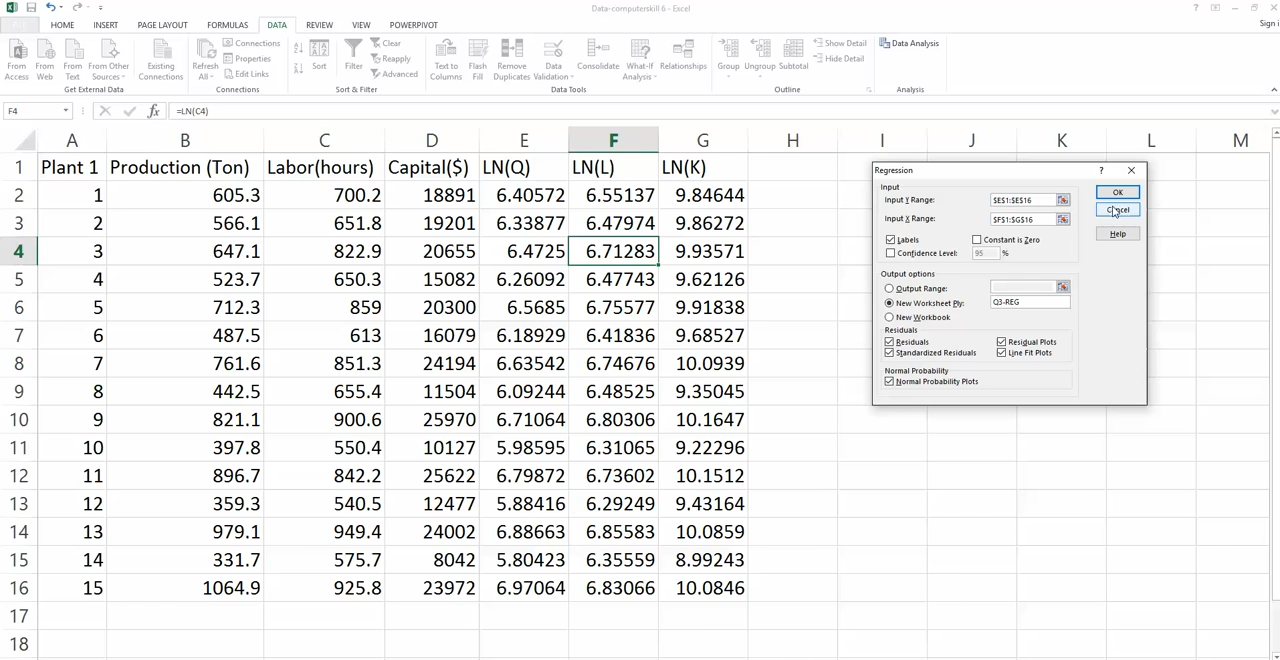 Data-computerskill 6 - Excel
Sign i
HOME INSERT PAGE LAYOUT FORMULAS DATA REVIEW VIEW POWERPIVOT
From Access From Web From Text From Other Sources Existing Connections Refresh All Connections Properties Edit Links Sort Filter Clear Reapply Advanced Text to Columns Flash Fill Remove Duplicates Data Validation Consolidate What-If Analysis Relationships Group Ungroup Subtotal Show Detail Hide Detail Data Analysis
Get External Data Connections Sort & Filter Data Tools Outline Analysis
F4 fx =LN(C4)
A B C D E F G H I J K L M
1 Plant 1 Production (Ton) Labor(hours) Capital($) LN(Q) LN(L) LN(K)
2 1 605.3 700.2 18891 6.40572 6.55137 9.84644
3 2 566.1 651.8 19201 6.33877 6.47974 9.86272
4 3 647.1 822.9 20655 6.4725 6.71283 9.93571
5 4 523.7 650.3 15082 6.26092 6.47743 9.62126
6 5 712.3 859 20300 6.5685 6.75577 9.91838
7 6 487.5 613 16079 6.18929 6.41836 9.68527
8 7 761.6 851.3 24194 6.63542 6.74676 10.0939
9 8 442.5 655.4 11504 6.09244 6.48525 9.35045
10 9 821.1 900.6 25970 6.71064 6.80306 10.1647
11 10 397.8 550.4 10127 5.98595 6.31065 9.22296
12 11 896.7 842.2 25622 6.79872 6.73602 10.1512
13 12 359.3 540.5 12477 5.88416 6.29249 9.43164
14 13 979.1 949.4 24002 6.88663 6.85583 10.0859
15 14 331.7 575.7 8042 5.80423 6.35559 8.99243
16 15 1064.9 925.8 23972 6.97064 6.83066 10.0846
17
18
Regression ?
Input
Input Y Range: $E$1:$E$16 OK
Input X Range: $F$1:$G$16 Cancel
Help
Labels Constant is Zero
Confidence Level: 95 %
Output options
Output Range:
New Worksheet Ply: Q3-REG
New Workbook
Residuals
Residuals Residual Plots
Standardized Residuals Line Fit Plots
Normal Probability
Normal Probability Plots